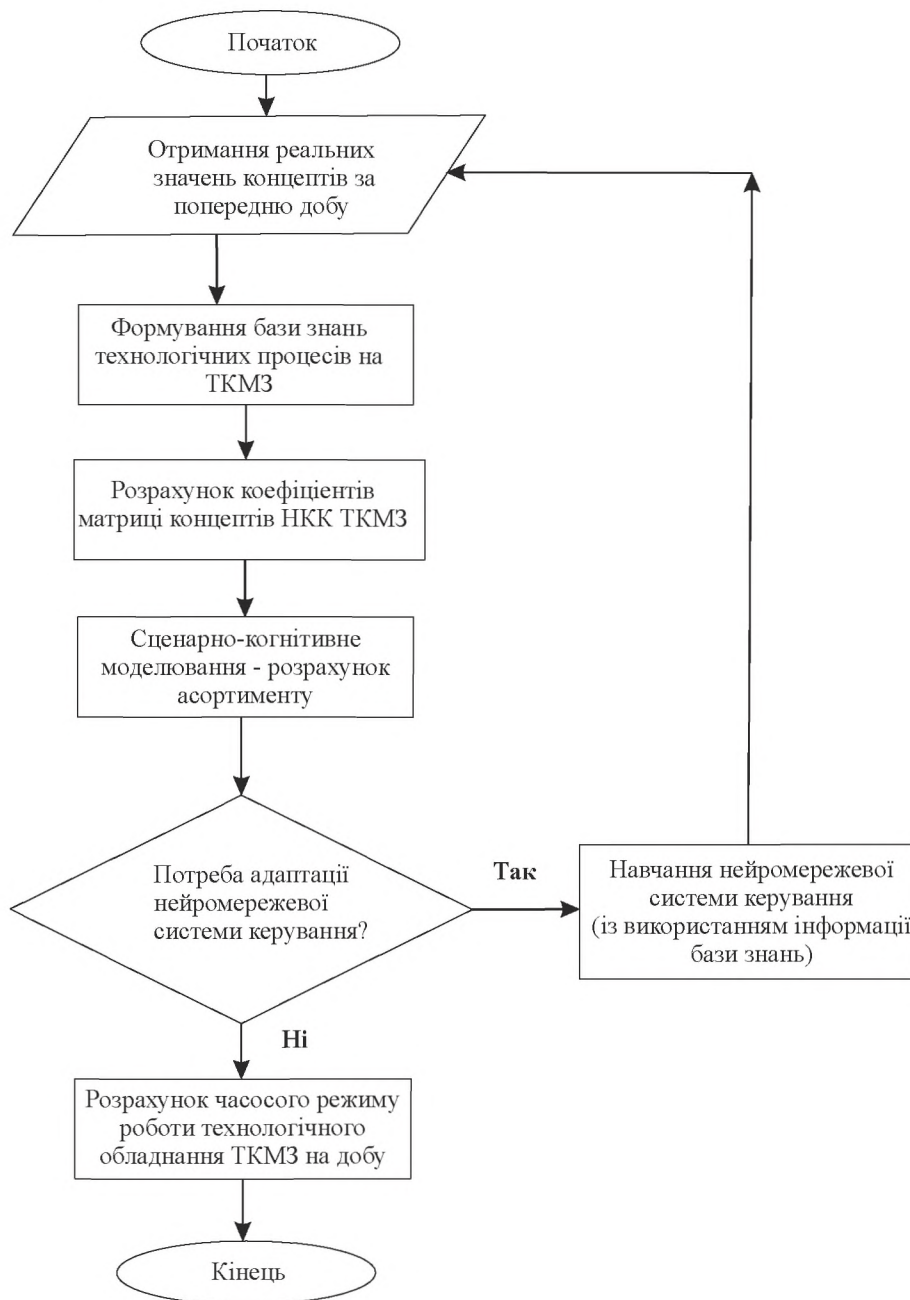 Початок
Отримання реальних
значень концептів за
попередню добу
Формування бази знань
технологічних процесів на
ТКМЗ
Розрахунок коефіцієнтів
матриці концептів НКК ТКМЗ
Сценарно-когнітивне
моделювання - розрахунок
асортименту
Потреба адаптації
нейромережевої
системи керування?
Так
Навчання нейромережевої
системи керування
(із використанням інформації
бази знань)
Ні
Розрахунок часосого режиму
роботи технологічного
обладнання ТКМЗ на добу
Кінець